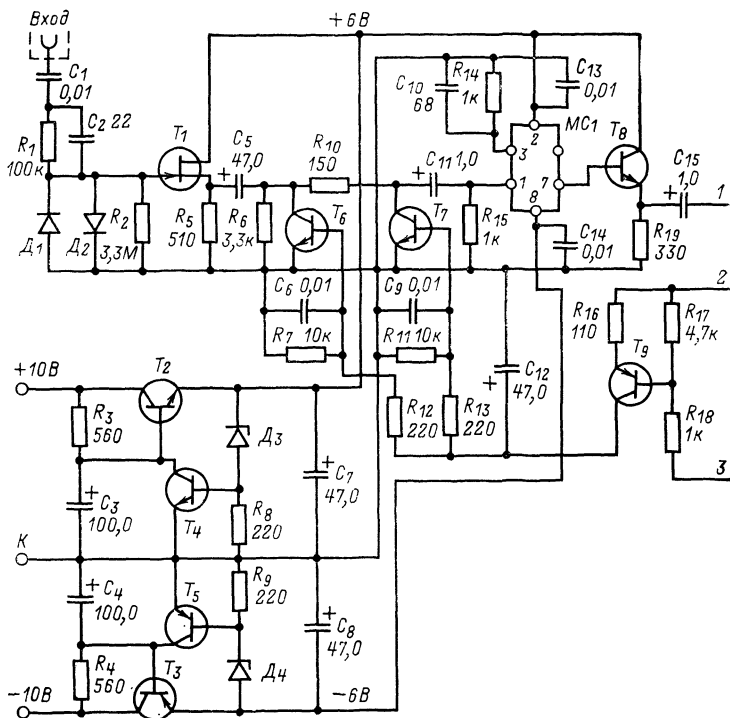 Вход
+6В
C1
0,01
C2 22
R1
100к
T1
C5
47,0
R10
150
C10
68
R14
1к
C13
0,01
МС1
2
3
1
7
8
T8
C15
1,0
1
C11 1,0
Д1
Д2
R2
3,3М
R5
510
R6
3,3к
T6
T7
R15
1к
C14
0,01
R19
330
2
C6 0,01
C9 0,01
R7 10к
R11 10к
R16
110
R17
4,7к
T9
+10В
T2
R3
560
Д3
R12
220
R13
220
C12
47,0
R18
1к
3
C3
100,0
T4
R8
220
C7
47,0
К
C4
100,0
T5
R9
220
C8
47,0
R4
560
T3
Д4
−10В
−6В